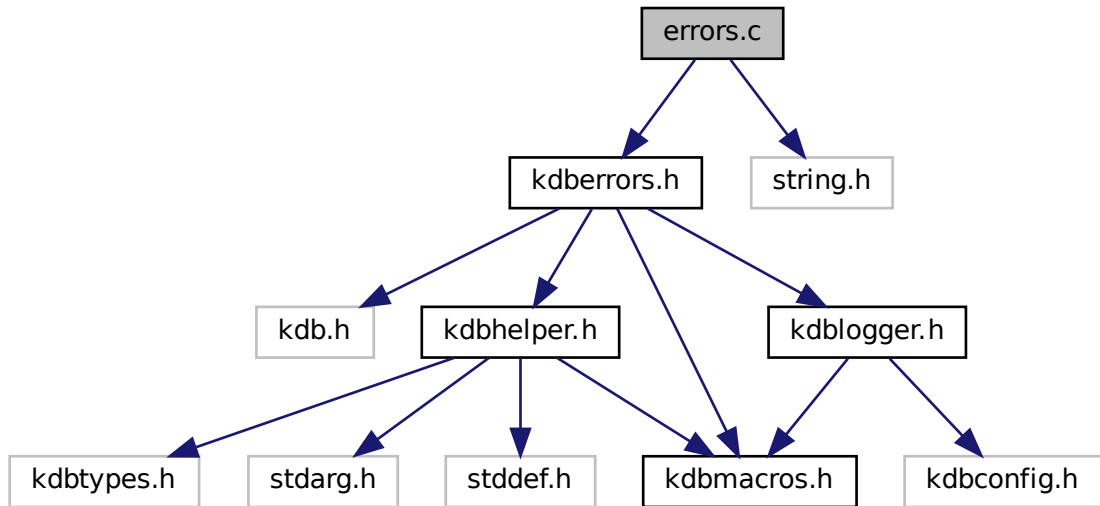 errors.c
kdberrors.h
string.h
kdb.h
kdbhelper.h
kdblogger.h
kdbtypes.h
stdarg.h
stddef.h
kdbmacros.h
kdbconfig.h